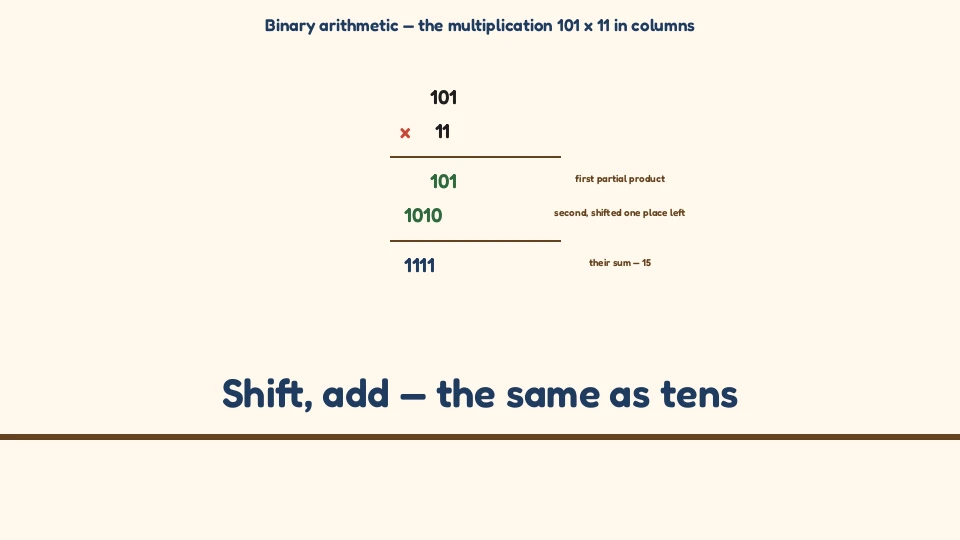 Binary arithmetic — the multiplication 101 x 11 in columns
101
× 11
101 first partial product
1010 second, shifted one place left
1111 their sum — 15
Shift, add — the same as tens